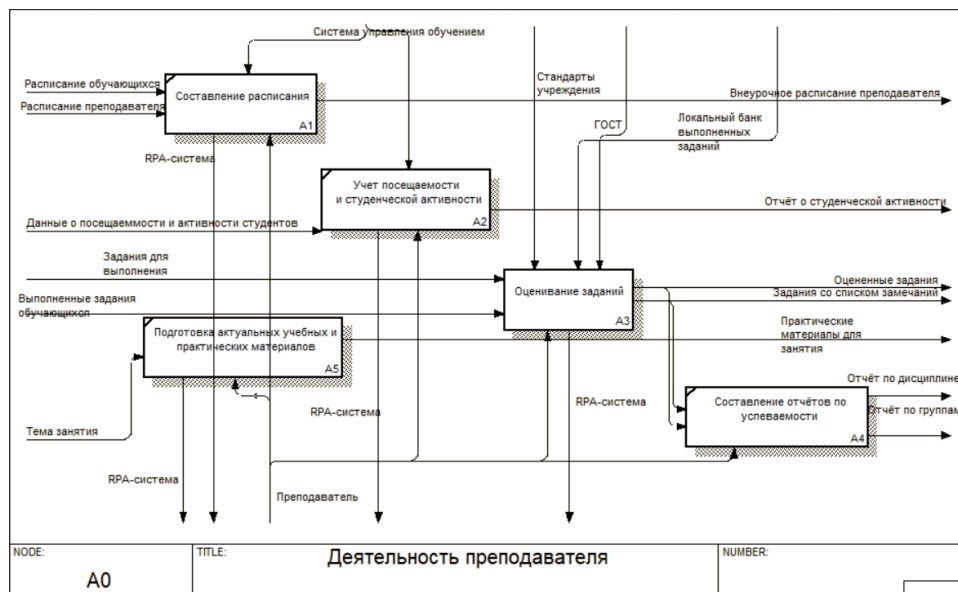 Система управления обучением
Расписание обучающихся
Расписание преподавателя
Составление расписания
A1
Стандарты
учреждения
Внеурочное расписание преподавателя
ГОСТ
Локальный банк
выполненных
заданий
RPA-система
Учет посещаемости
и студенческой активности
A2
Отчёт о студенческой активности
Данные о посещаеммости и активности студентов
Задания для
выполнения
Оценивание заданий
A3
Оцененные задания
Задания со списком замечаний
Выполненные задания
обучающихся
Подготовка актуальных учебных и
практических материалов
A5
Практические
материалы для
занятия
Отчёт по дисциплине
Составление отчётов по
успеваемости
A4
Отчёт по группам
RPA-система
RPA-система
Тема занятия
RPA-система
Преподаватель
NODE:
A0
TITLE:
Деятельность преподавателя
NUMBER: